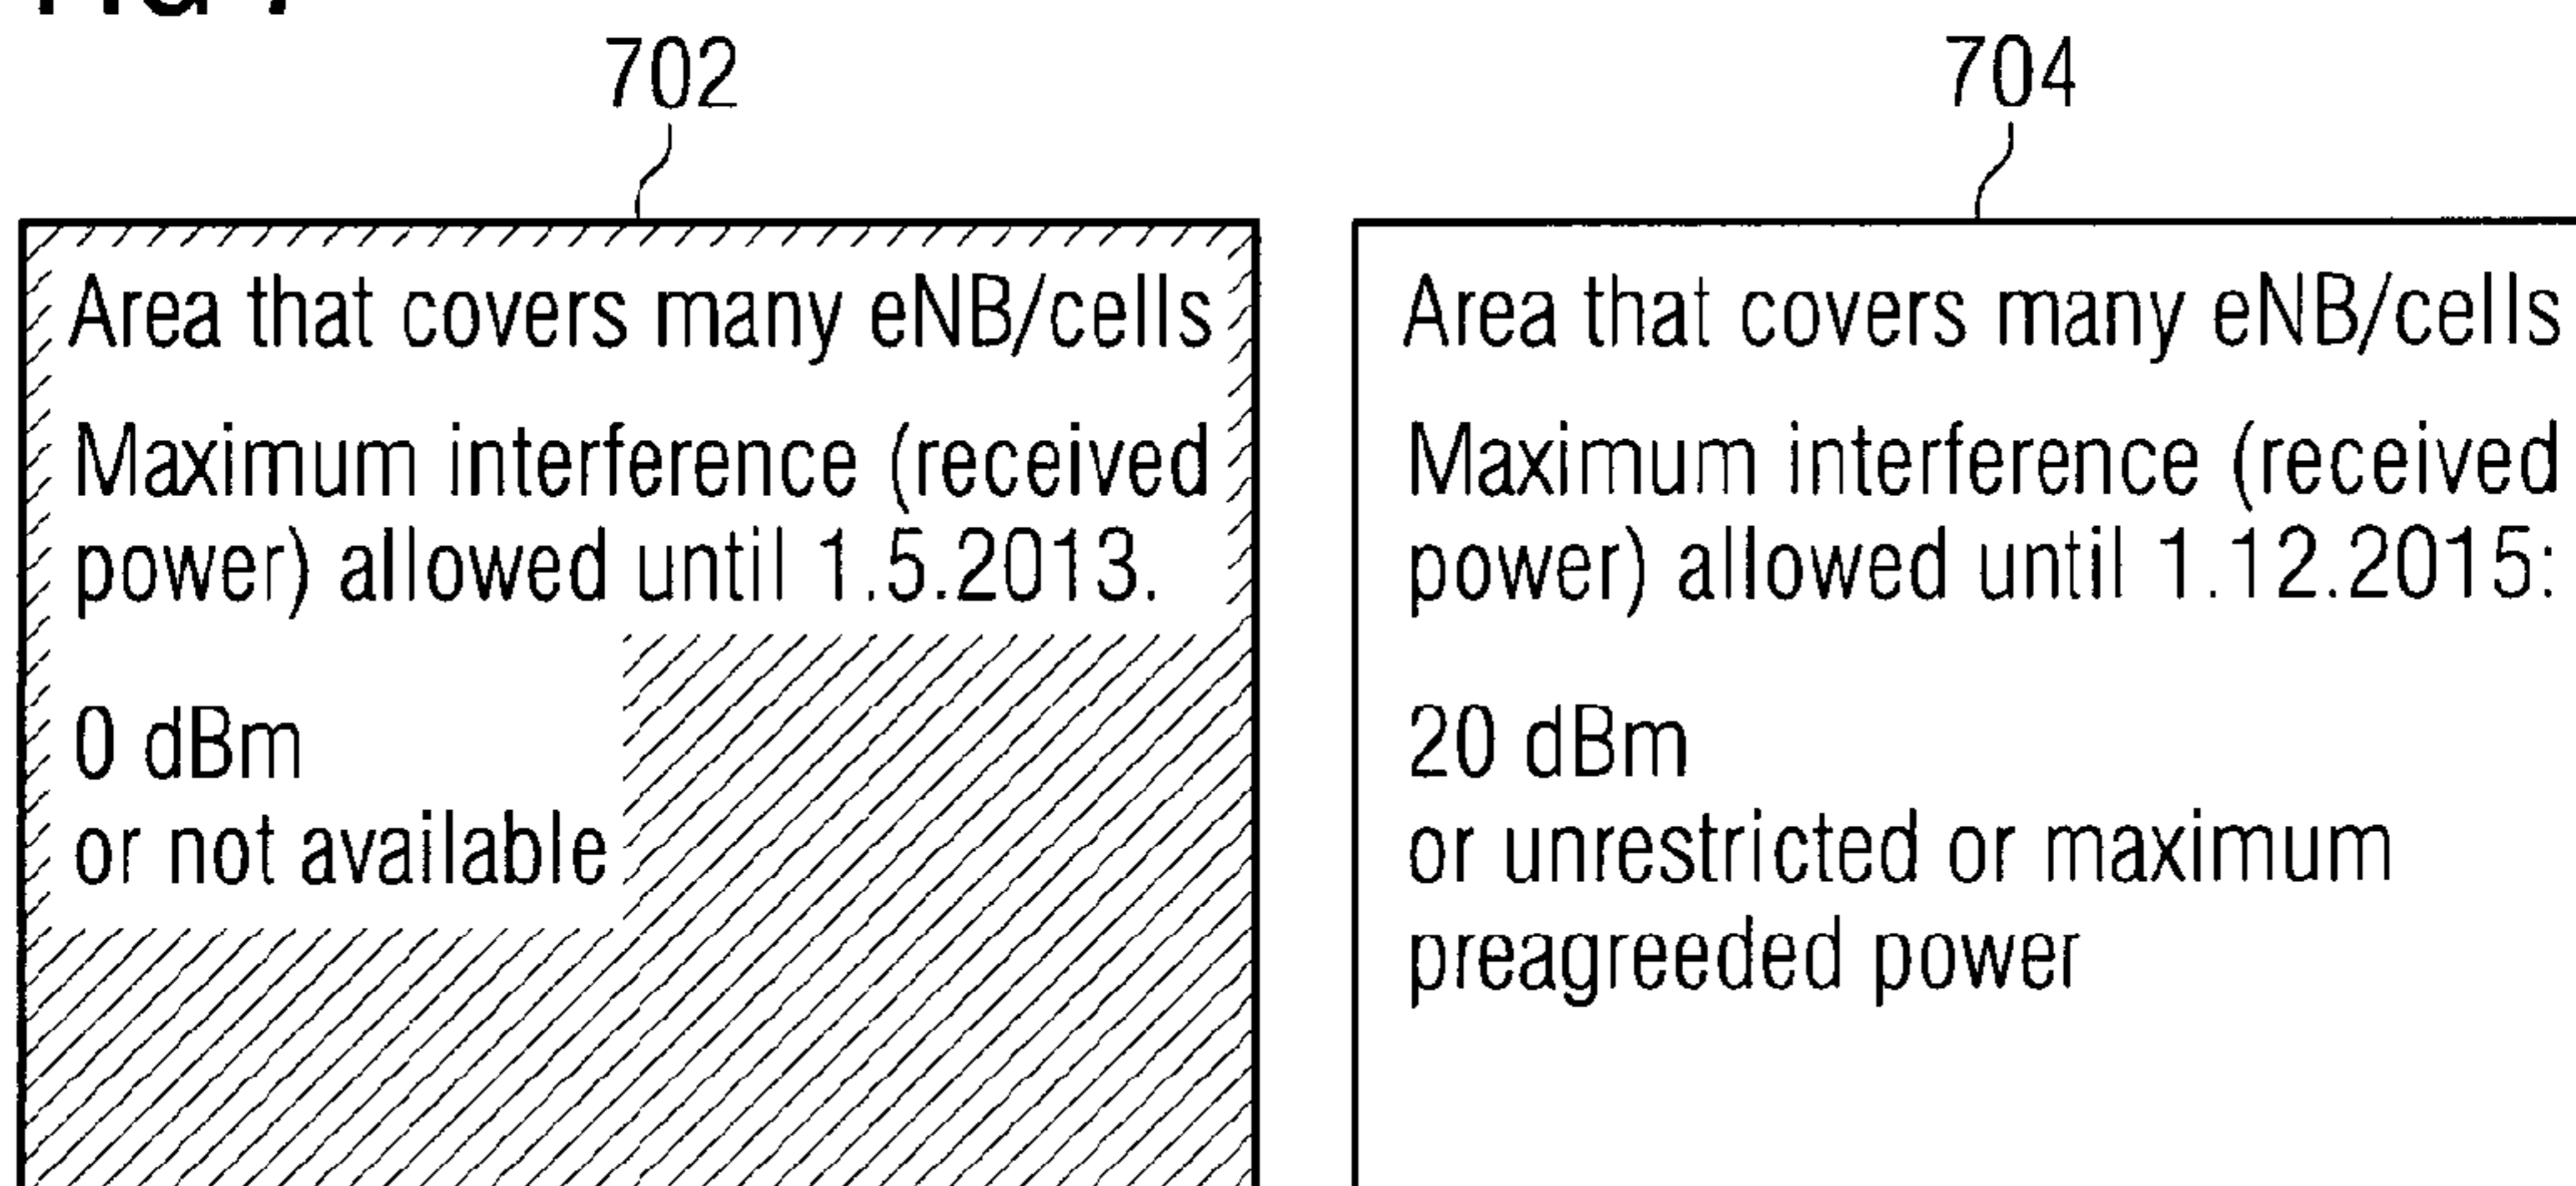 702
Area that covers many eNB/cells
Maximum interference (received
power) allowed until 1.5.2013.
0 dBm
or not available
704
Area that covers many eNB/cells
Maximum interference (received
power) allowed until 1.12.2015:
20 dBm
or unrestricted or maximum
preagreeded power